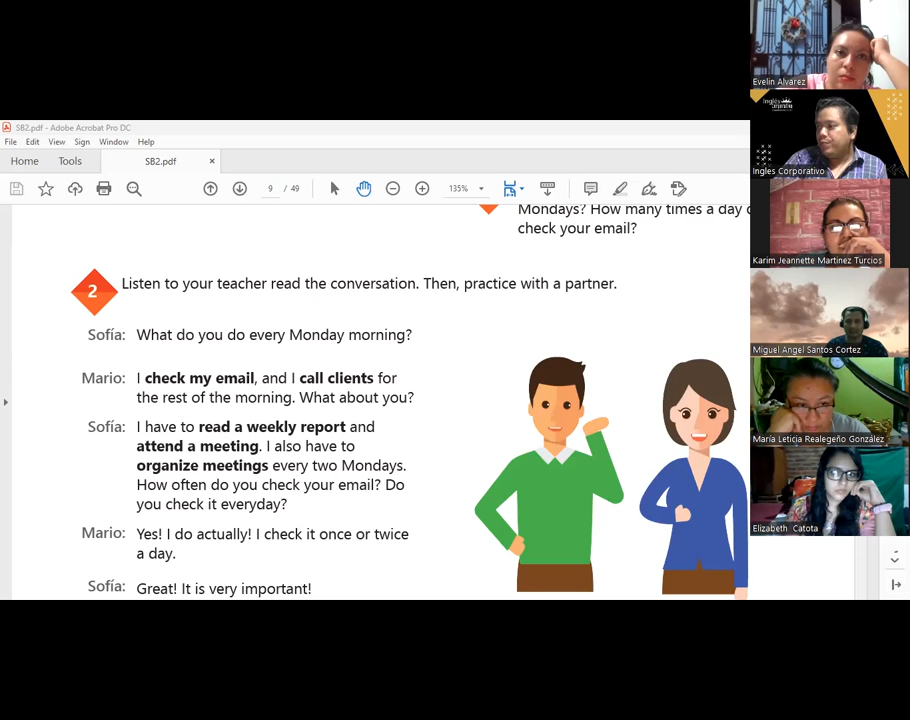 SB2.pdf - Adobe Acrobat Pro DC
File Edit View Sign Window Help
Home Tools SB2.pdf ×
9 / 49 135%
Mondays? How many times a day
check your email?
2 Listen to your teacher read the conversation. Then, practice with a partner.
Sofía: What do you do every Monday morning?
Mario: I check my email, and I call clients for
the rest of the morning. What about you?
Sofía: I have to read a weekly report and
attend a meeting. I also have to
organize meetings every two Mondays.
How often do you check your email? Do
you check it everyday?
Mario: Yes! I do actually! I check it once or twice
a day.
Sofía: Great! It is very important!
Evelin Alvarez
Inglés
Ingles Corporativo
Karim Jeannette Martinez Turcios
Miguel Angel Santos Cortez
María Leticia Realegeño González
Elizabeth Catota